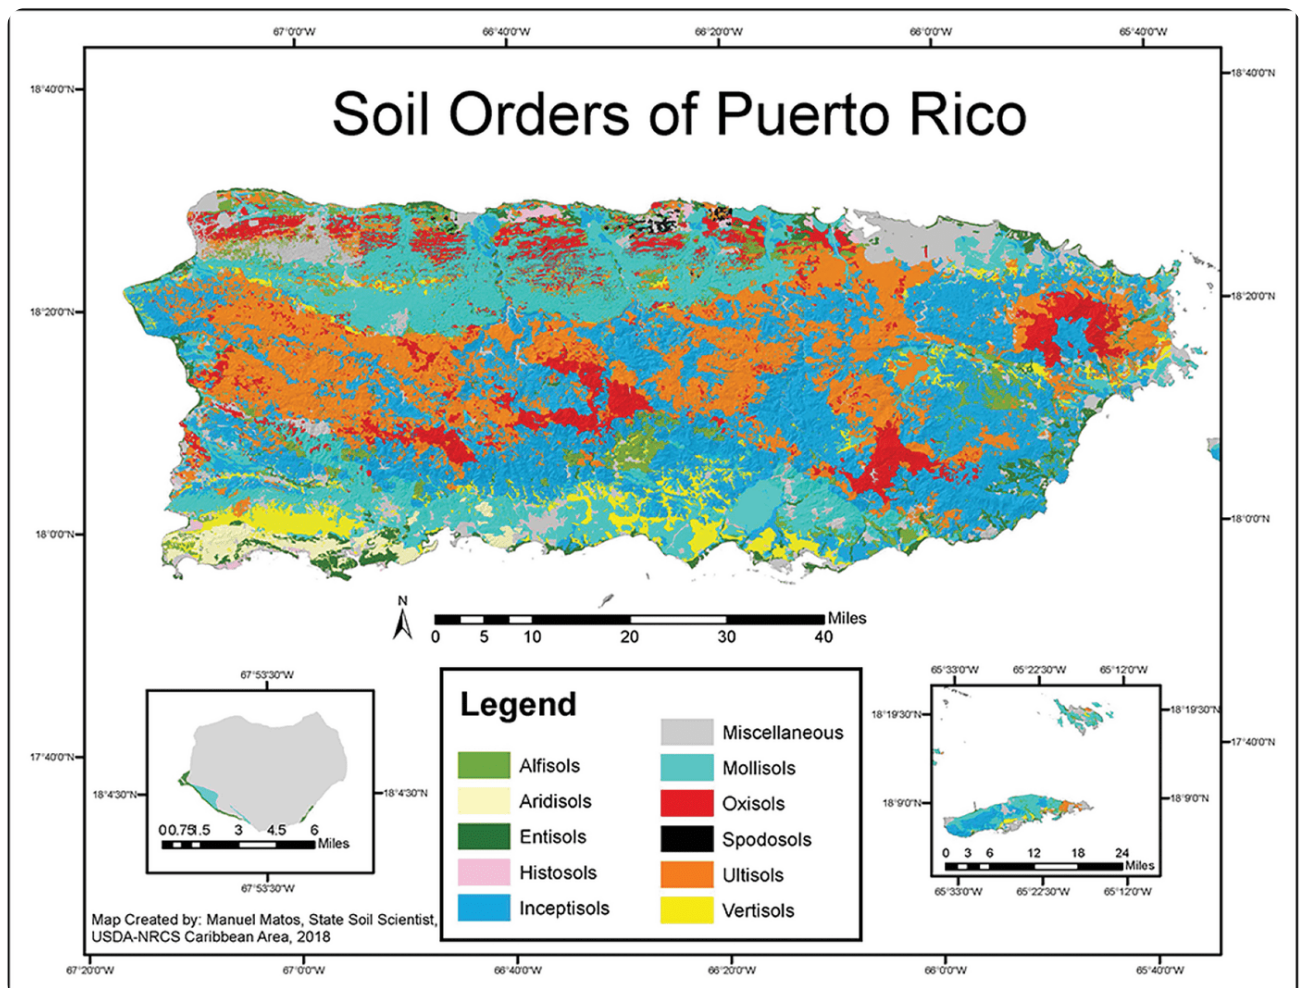 67°0'0"W 66°40'0"W 66°20'0"W 66°0'0"W 65°40'0"W
18°40'0"N 18°40'0"N
Soil Orders of Puerto Rico
18°20'0"N 18°20'0"N
18°0'0"N 18°0'0"N
N
0 5 10 20 30 40 Miles
67°53'30"W
18°4'30"N 18°4'30"N
0 0.75 1.5 3 4.5 6 Miles
67°53'30"W
Legend
Alfisols
Aridisols
Entisols
Histosols
Inceptisols
Miscellaneous
Mollisols
Oxisols
Spodosols
Ultisols
Vertisols
65°33'0"W 65°22'30"W 65°12'0"W
18°19'30"N 18°19'30"N
18°9'0"N 18°9'0"N
0 3 6 12 18 24 Miles
65°33'0"W 65°22'30"W 65°12'0"W
17°40'0"N 17°40'0"N
Map Created by: Manuel Matos, State Soil Scientist,
USDA-NRCS Caribbean Area, 2018
67°20'0"W 67°0'0"W 66°40'0"W 66°20'0"W 66°0'0"W 65°40'0"W